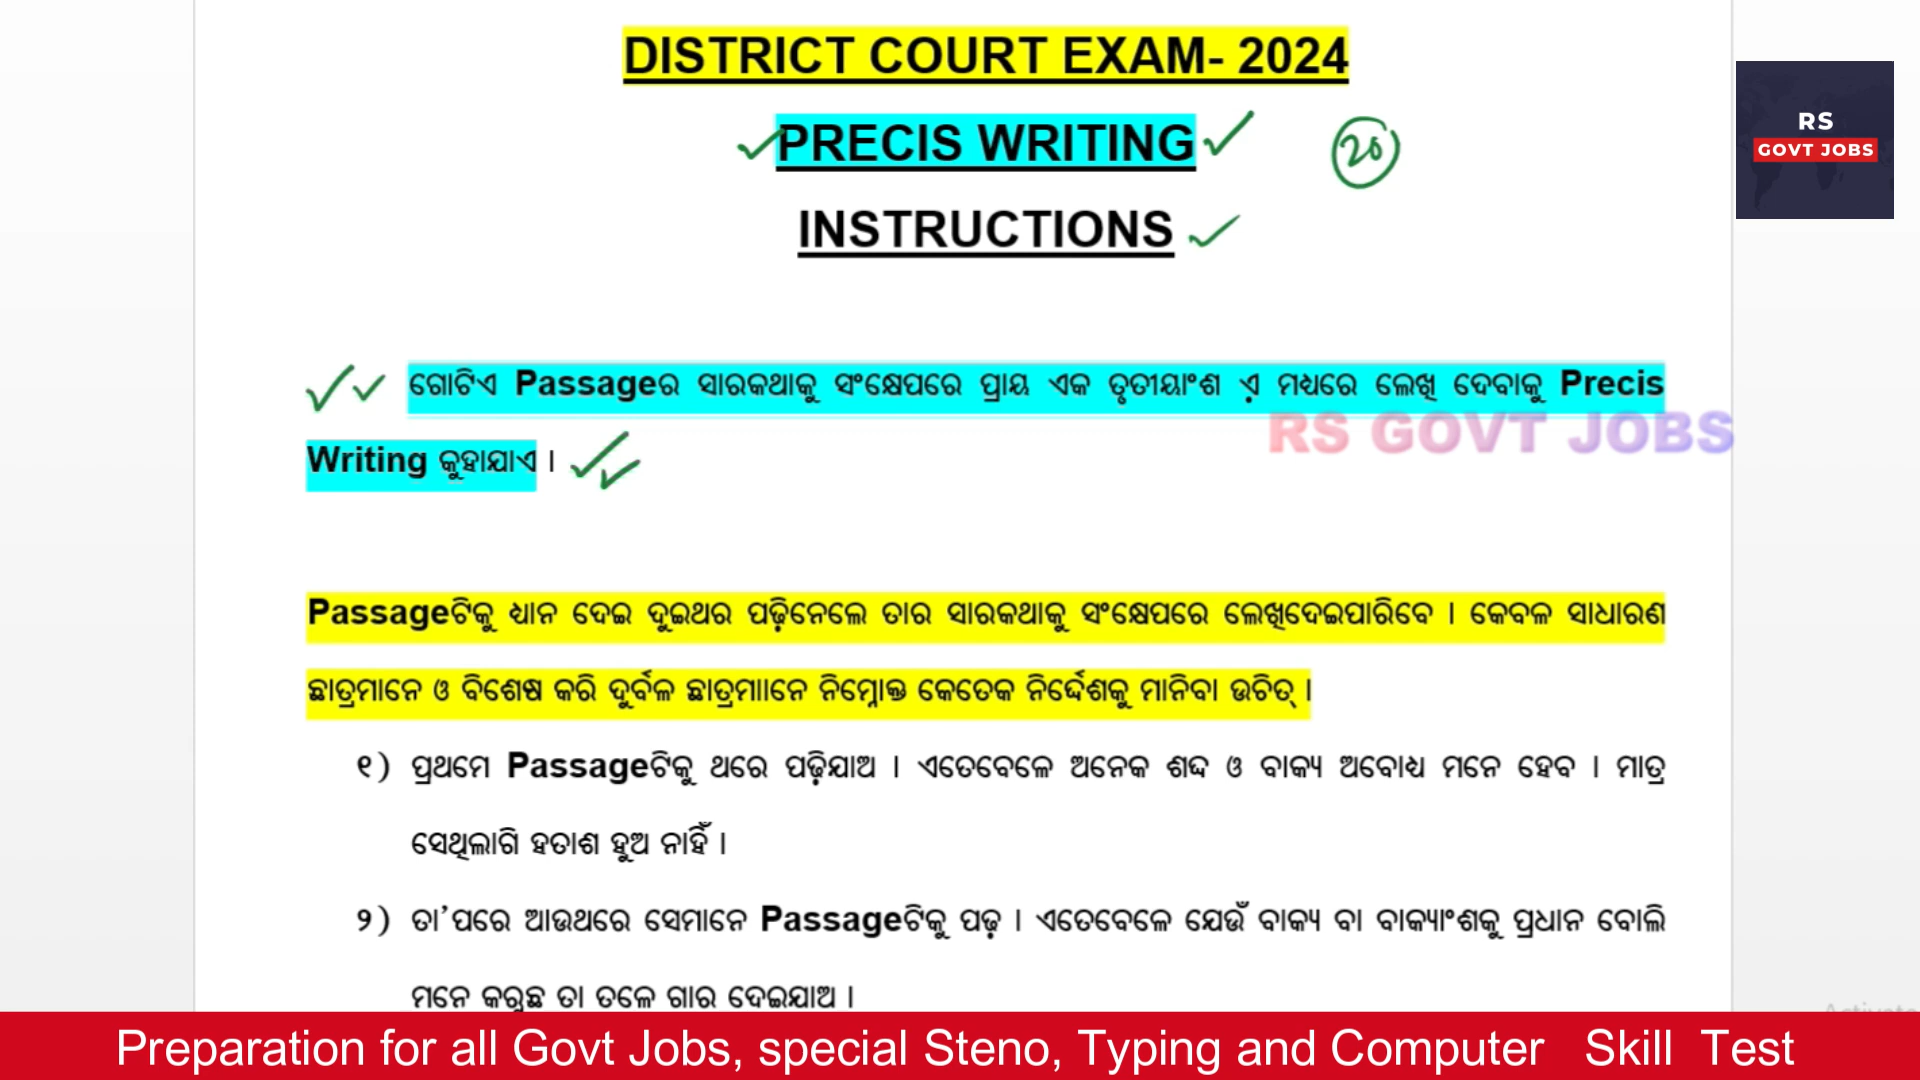 DISTRICT COURT EXAM- 2024
PRECIS WRITING
20
RS
GOVT JOBS
INSTRUCTIONS
ଗୋଟିଏ Passageର ସାରକଥାକୁ ସଂକ୍ଷେପରେ ପ୍ରାୟ ଏକ ତୃତୀୟାଂଶ ଏ଼ ମଧ୍ୟରେ ଲେଖି ଦେବାକୁ Precis
RS GOVT JOBS
Writing କୁହାଯାଏ ।
Passageଟିକୁ ଧ୍ୟାନ ଦେଇ ଦୁଇଥର ପଢ଼ିନେଲେ ତାର ସାରକଥାକୁ ସଂକ୍ଷେପରେ ଲେଖିଦେଇପାରିବେ । କେବଳ ସାଧାରଣ
ଛାତ୍ରମାନେ ଓ ବିଶେଷ କରି ଦୁର୍ବଳ ଛାତ୍ରମାାନେ ନିମ୍ନୋକ୍ତ କେତେକ ନିର୍ଦ୍ଦେଶକୁ ମାନିବା ଉଚିତ୍ ।
୧) ପ୍ରଥମେ Passageଟିକୁ ଥରେ ପଢ଼ିଯାଅ । ଏତେବେଳେ ଅନେକ ଶବ୍ଦ ଓ ବାକ୍ୟ ଅବୋଧ୍ୟ ମନେ ହେବ । ମାତ୍ର
ସେଥିଲାଗି ହତାଶ ହୁଅ ନାହିଁ ।
୨) ତା’ପରେ ଆଉଥରେ ସେମାନେ Passageଟିକୁ ପଢ଼ । ଏତେବେଳେ ଯେଉଁ ବାକ୍ୟ ବା ବାକ୍ୟାଂଶକୁ ପ୍ରଧାନ ବୋଲି
ମନେ କରୁଛ ତା ତଳେ ଗାର ଦେଇଯାଅ ।
Preparation for all Govt Jobs, special Steno, Typing and Computer Skill Test